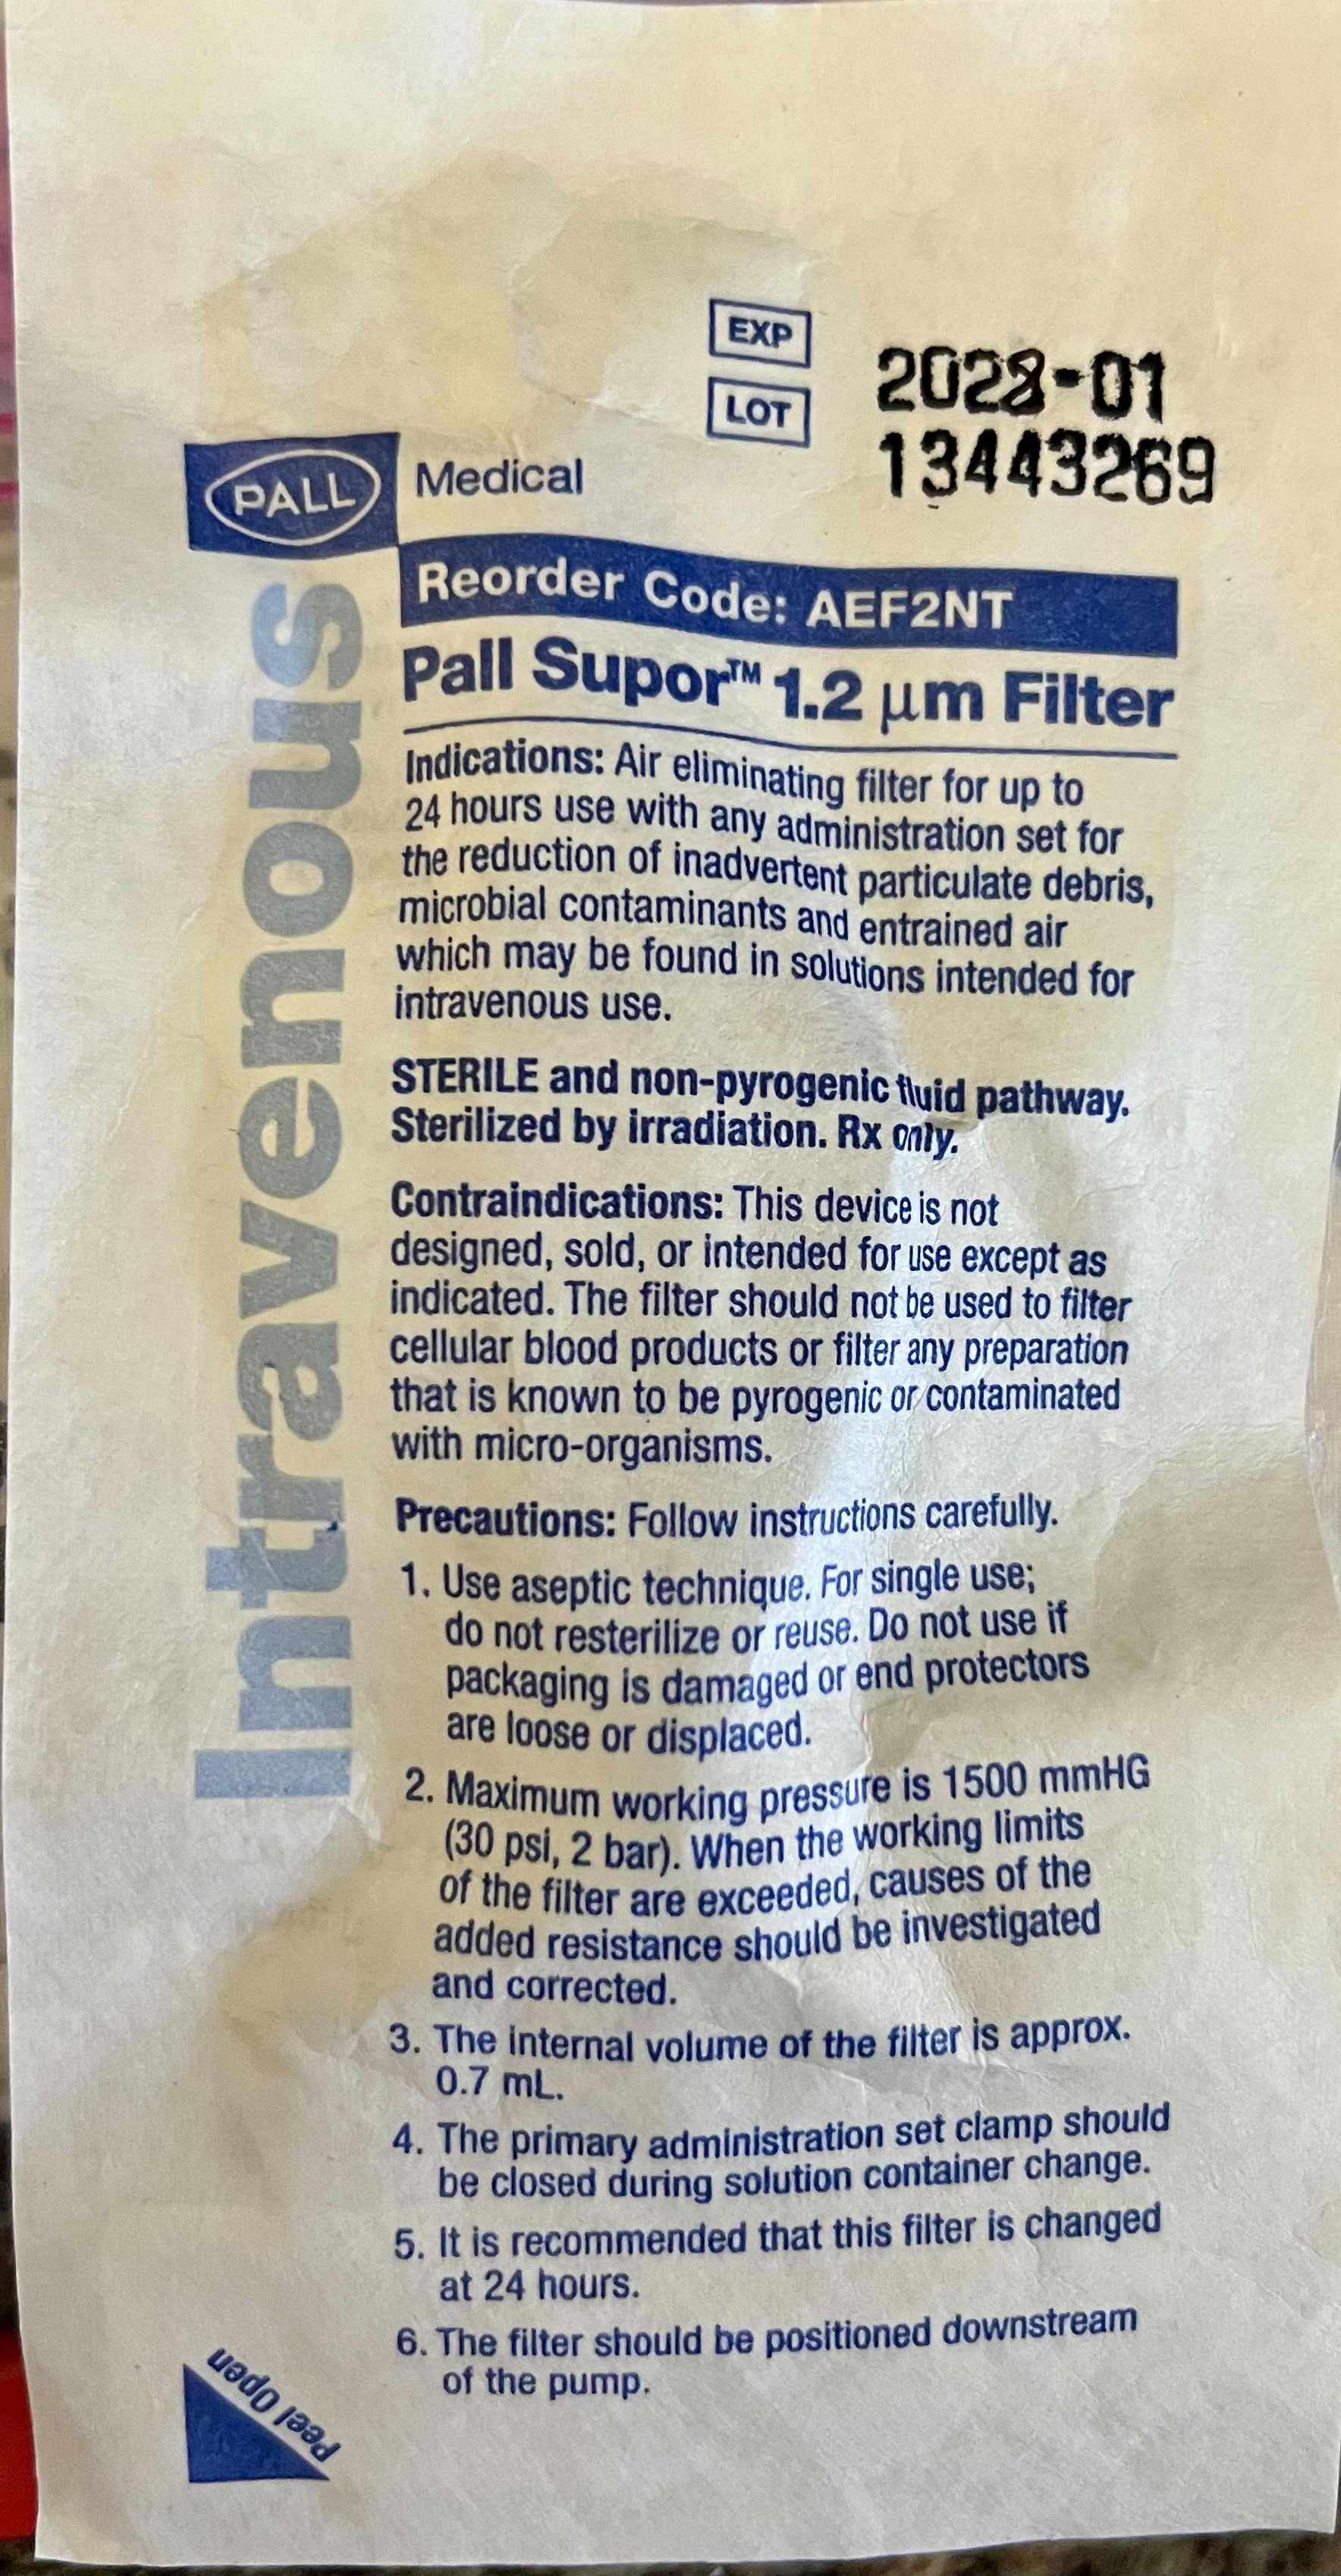 EXP
2028-01
LOT
13443269
PALL
Medical
Reorder Code: AEF2NT
Pall Supor™ 1.2 μm Filter
Intravenous
Indications: Air eliminating filter for up to
24 hours use with any administration set for
the reduction of inadvertent particulate debris,
microbial contaminants and entrained air
which may be found in solutions intended for
intravenous use.
STERILE and non-pyrogenic fluid pathway.
Sterilized by irradiation. Rx only.
Contraindications: This device is not
designed, sold, or intended for use except as
indicated. The filter should not be used to filter
cellular blood products or filter any preparation
that is known to be pyrogenic or contaminated
with micro-organisms.
Precautions: Follow instructions carefully.
1. Use aseptic technique. For single use;
do not resterilize or reuse. Do not use if
packaging is damaged or end protectors
are loose or displaced.
2. Maximum working pressure is 1500 mmHG
(30 psi, 2 bar). When the working limits
of the filter are exceeded, causes of the
added resistance should be investigated
and corrected.
3. The internal volume of the filter is approx.
0.7 mL.
4. The primary administration set clamp should
be closed during solution container change.
5. It is recommended that this filter is changed
at 24 hours.
6. The filter should be positioned downstream
of the pump.
Peel Open